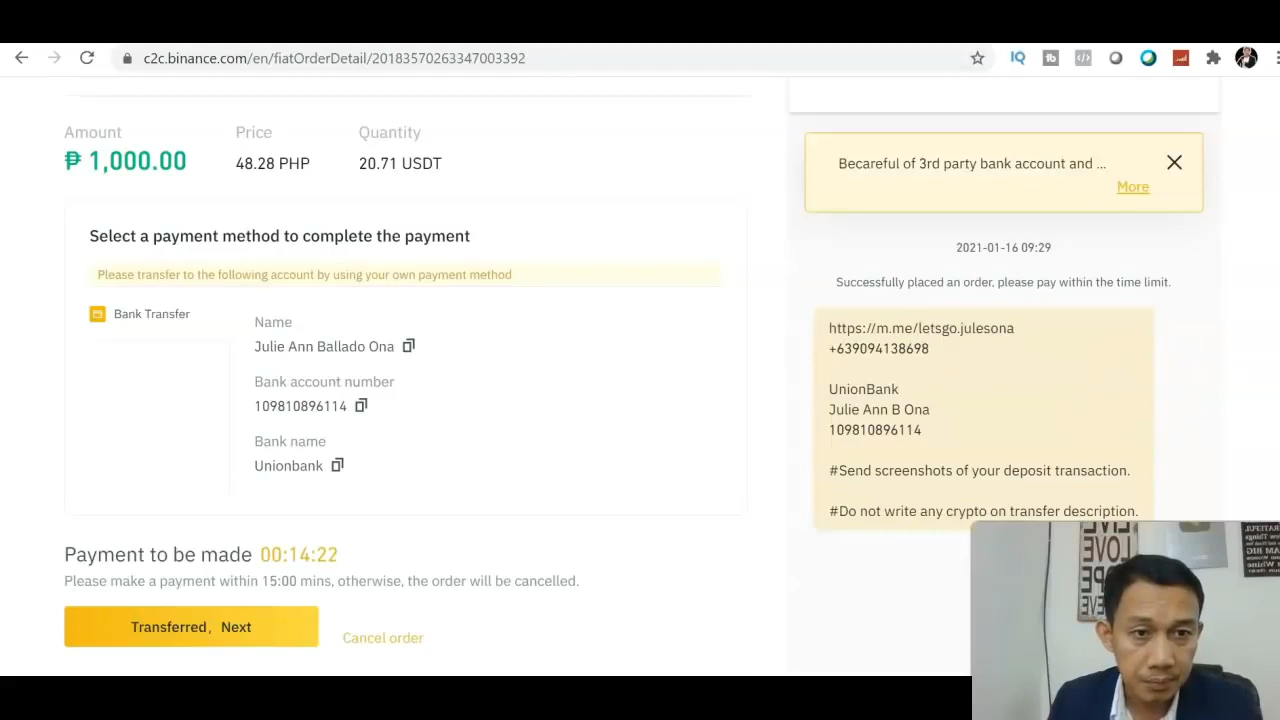 c2c.binance.com/en/fiatOrderDetail/20183570263347003392
Amount
₱ 1,000.00
Price
48.28 PHP
Quantity
20.71 USDT
Select a payment method to complete the payment
Please transfer to the following account by using your own payment method
Bank Transfer
Name
Julie Ann Ballado Ona
Bank account number
109810896114
Bank name
Unionbank
Payment to be made 00:14:22
Please make a payment within 15:00 mins, otherwise, the order will be cancelled.
Transferred, Next
Cancel order
Becareful of 3rd party bank account and ...
More
2021-01-16 09:29
Successfully placed an order, please pay within the time limit.
https://m.me/letsgo.julesona
+639094138698
UnionBank
Julie Ann B Ona
109810896114
#Send screenshots of your deposit transaction.
#Do not write any crypto on transfer description.
LOVE